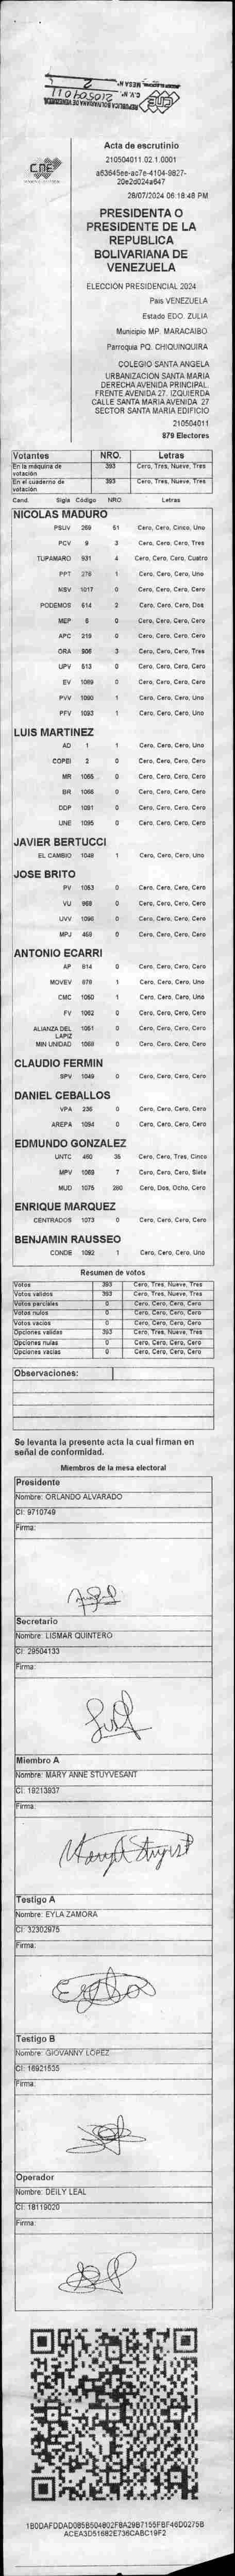 MESA N°. 2
C.V. N°. 210504011
REPUBLICA BOLIVARIANA DE VENEZUELA
CNE
CNE
Acta de escrutinio
210504011.02.1.0001
a63645ee-ac7e-4104-9827-
20e2d024a647
28/07/2024 06:18:48 PM
PRESIDENTA O
PRESIDENTE DE LA
REPUBLICA
BOLIVARIANA DE
VENEZUELA
ELECCIÓN PRESIDENCIAL 2024
Pais VENEZUELA
Estado EDO. ZULIA
Municipio MP. MARACAIBO
Parroquia PQ. CHIQUINQUIRA
COLEGIO SANTA ANGELA
URBANIZACION SANTA MARIA
DERECHA AVENIDA PRINCIPAL.
FRENTE AVENIDA 27. IZQUIERDA
CALLE SANTA MARIA AVENIDA 27
SECTOR SANTA MARIA EDIFICIO
210504011
879 Electores
Votantes NRO. Letras
En la máquina de votación 393 Cero, Tres, Nueve, Tres
En el cuaderno de votación 393 Cero, Tres, Nueve, Tres
Cand. Sigla Código NRO. Letras
NICOLAS MADURO
PSUV 269 51 Cero, Cero, Cinco, Uno
PCV 9 3 Cero, Cero, Cero, Tres
TUPAMARO 931 4 Cero, Cero, Cero, Cuatro
PPT 276 1 Cero, Cero, Cero, Uno
MSV 1017 0 Cero, Cero, Cero, Cero
PODEMOS 614 2 Cero, Cero, Cero, Dos
MEP 6 0 Cero, Cero, Cero, Cero
APC 219 0 Cero, Cero, Cero, Cero
ORA 906 3 Cero, Cero, Cero, Tres
UPV 613 0 Cero, Cero, Cero, Cero
EV 1089 0 Cero, Cero, Cero, Cero
PVV 1090 1 Cero, Cero, Cero, Uno
PFV 1093 1 Cero, Cero, Cero, Uno
LUIS MARTINEZ
AD 1 1 Cero, Cero, Cero, Uno
COPEI 2 0 Cero, Cero, Cero, Cero
MR 1065 0 Cero, Cero, Cero, Cero
BR 1066 0 Cero, Cero, Cero, Cero
DDP 1091 0 Cero, Cero, Cero, Cero
UNE 1095 0 Cero, Cero, Cero, Cero
JAVIER BERTUCCI
EL CAMBIO 1048 1 Cero, Cero, Cero, Uno
JOSE BRITO
PV 1053 0 Cero, Cero, Cero, Cero
VU 969 0 Cero, Cero, Cero, Cero
UVV 1096 0 Cero, Cero, Cero, Cero
MPJ 459 0 Cero, Cero, Cero, Cero
ANTONIO ECARRI
AP 914 0 Cero, Cero, Cero, Cero
MOVEV 879 1 Cero, Cero, Cero, Uno
CMC 1050 1 Cero, Cero, Cero, Uno
FV 1062 0 Cero, Cero, Cero, Cero
ALIANZA DEL LAPIZ 1051 0 Cero, Cero, Cero, Cero
MIN UNIDAD 1068 0 Cero, Cero, Cero, Cero
CLAUDIO FERMIN
SPV 1049 0 Cero, Cero, Cero, Cero
DANIEL CEBALLOS
VPA 236 0 Cero, Cero, Cero, Cero
AREPA 1094 0 Cero, Cero, Cero, Cero
EDMUNDO GONZALEZ
UNTC 460 35 Cero, Cero, Tres, Cinco
MPV 1069 7 Cero, Cero, Cero, Siete
MUD 1075 280 Cero, Dos, Ocho, Cero
ENRIQUE MARQUEZ
CENTRADOS 1073 0 Cero, Cero, Cero, Cero
BENJAMIN RAUSSEO
CONDE 1092 1 Cero, Cero, Cero, Uno
Resumen de votos
Votos 393 Cero, Tres, Nueve, Tres
Votos validos 393 Cero, Tres, Nueve, Tres
Votos parciales 0 Cero, Cero, Cero, Cero
Votos nulos 0 Cero, Cero, Cero, Cero
Votos vacios 0 Cero, Cero, Cero, Cero
Opciones validas 393 Cero, Tres, Nueve, Tres
Opciones nulas 0 Cero, Cero, Cero, Cero
Opciones vacias 0 Cero, Cero, Cero, Cero
Observaciones:
Se levanta la presente acta la cual firman en
señal de conformidad.
Miembros de la mesa electoral
Presidente
Nombre: ORLANDO ALVARADO
CI: 9710749
Firma:
Secretario
Nombre: LISMAR QUINTERO
CI: 29504133
Firma:
Miembro A
Nombre: MARY ANNE STUYVESANT
CI: 18213937
Firma:
Testigo A
Nombre: EYLA ZAMORA
CI: 32302975
Firma:
Testigo B
Nombre: GIOVANNY LOPEZ
CI: 16921535
Firma:
Operador
Nombre: DEILY LEAL
CI: 18119020
Firma:
1B0DAFDDAD085B504802F8A29B7155FBF46D0275B
ACEA3D51682E736CABC19F2